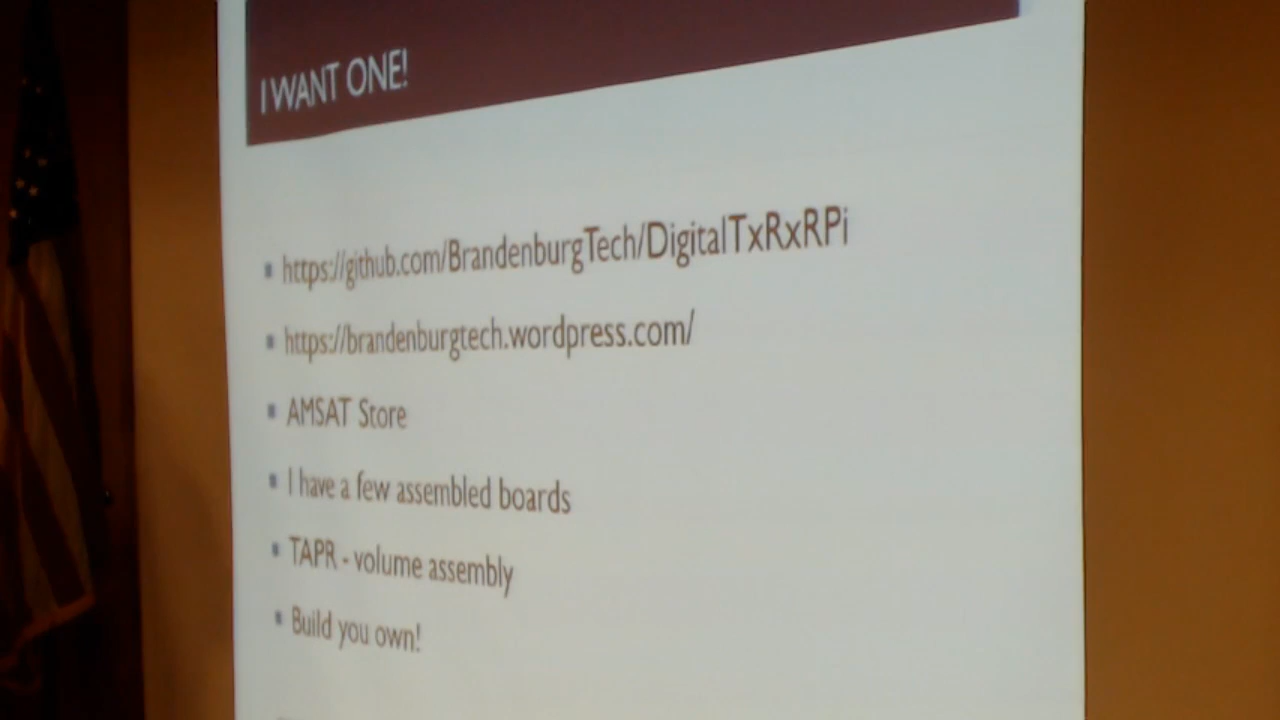 I WANT ONE!
https://github.com/BrandenburgTech/DigitalTxRxRPi
https://brandenburgtech.wordpress.com/
AMSAT Store
I have a few assembled boards
TAPR - volume assembly
Build you own!